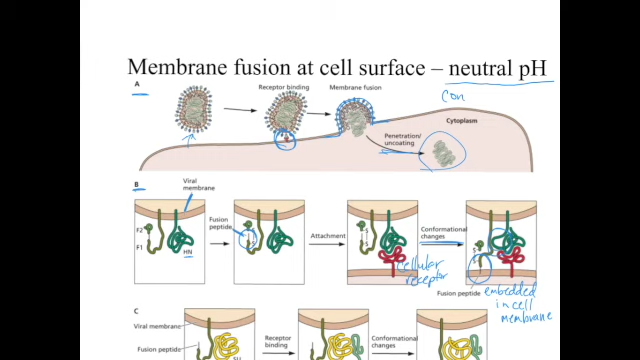 Membrane fusion at cell surface – neutral pH
Con
A
Receptor binding
Membrane fusion
Cytoplasm
Penetration/
uncoating
B
Viral
membrane
Fusion
peptide
F2
F1
HN
S
S
Attachment
S
S
Conformational
changes
S
S
cellular
receptor
Fusion peptide
embedded
in cell
membrane
C
Viral membrane
Fusion peptide
SU
Receptor
binding
Conformational
changes